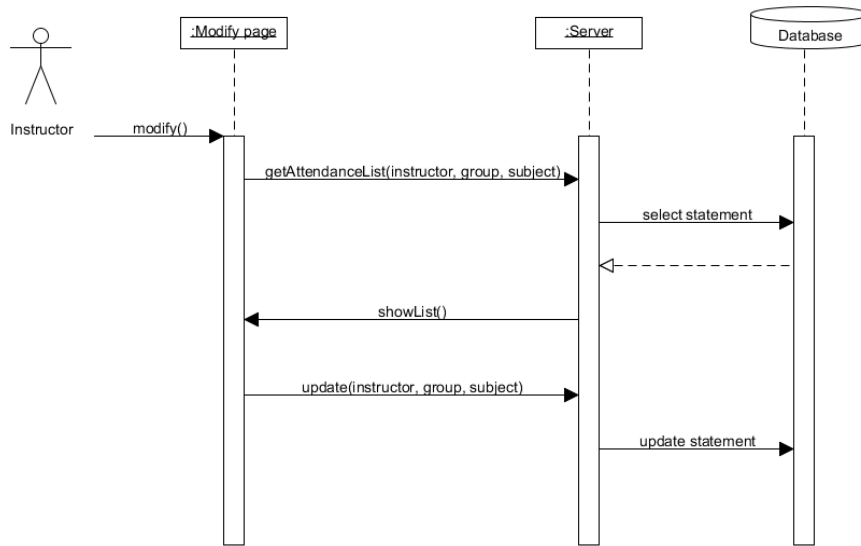 :Modify page
:Server
Database
Instructor
modify()
getAttendanceList(instructor, group, subject)
select statement
showList()
update(instructor, group, subject)
update statement